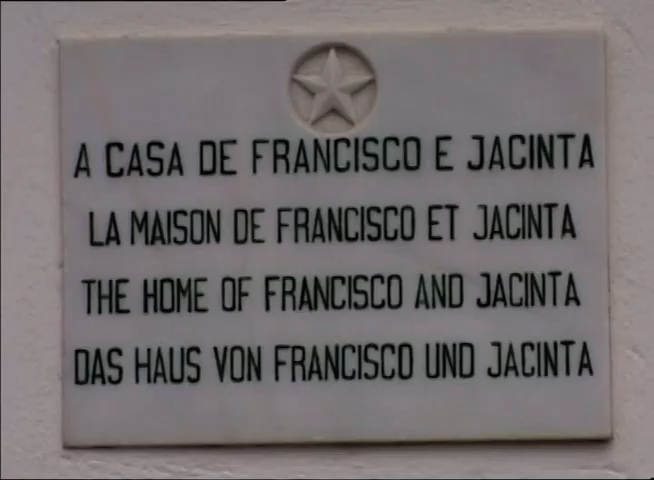 A CASA DE FRANCISCO E JACINTA
LA MAISON DE FRANCISCO ET JACINTA
THE HOME OF FRANCISCO AND JACINTA
DAS HAUS VON FRANCISCO UND JACINTA